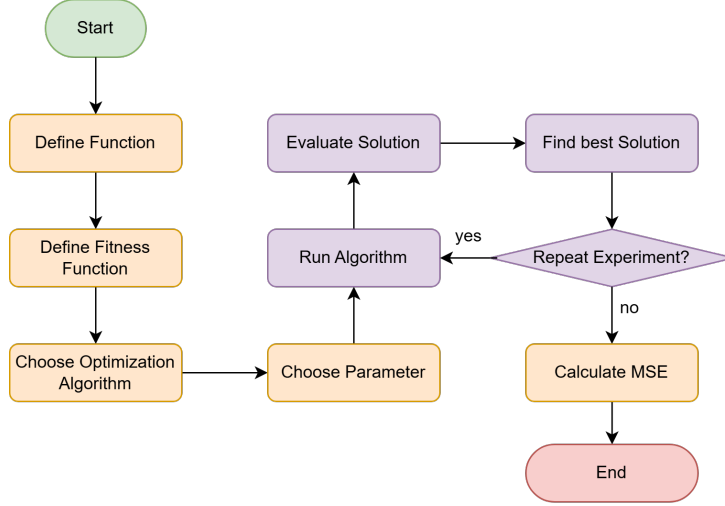 Start
Define Function
Define Fitness
Function
Choose Optimization
Algorithm
Choose Parameter
Run Algorithm
Evaluate Solution
Find best Solution
Repeat Experiment?
yes
no
Calculate MSE
End